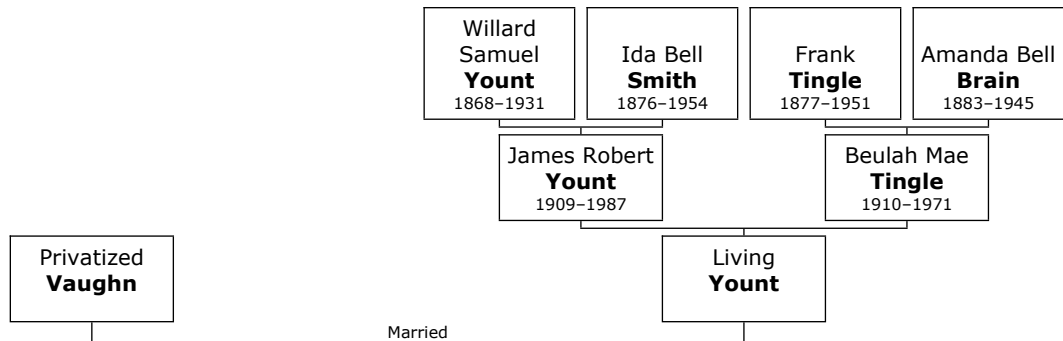 Willard
Samuel
Yount
1868–1931
Ida Bell
Smith
1876–1954
Frank
Tingle
1877–1951
Amanda Bell
Brain
1883–1945
James Robert
Yount
1909–1987
Beulah Mae
Tingle
1910–1971
Privatized
Vaughn
Living
Yount
Married